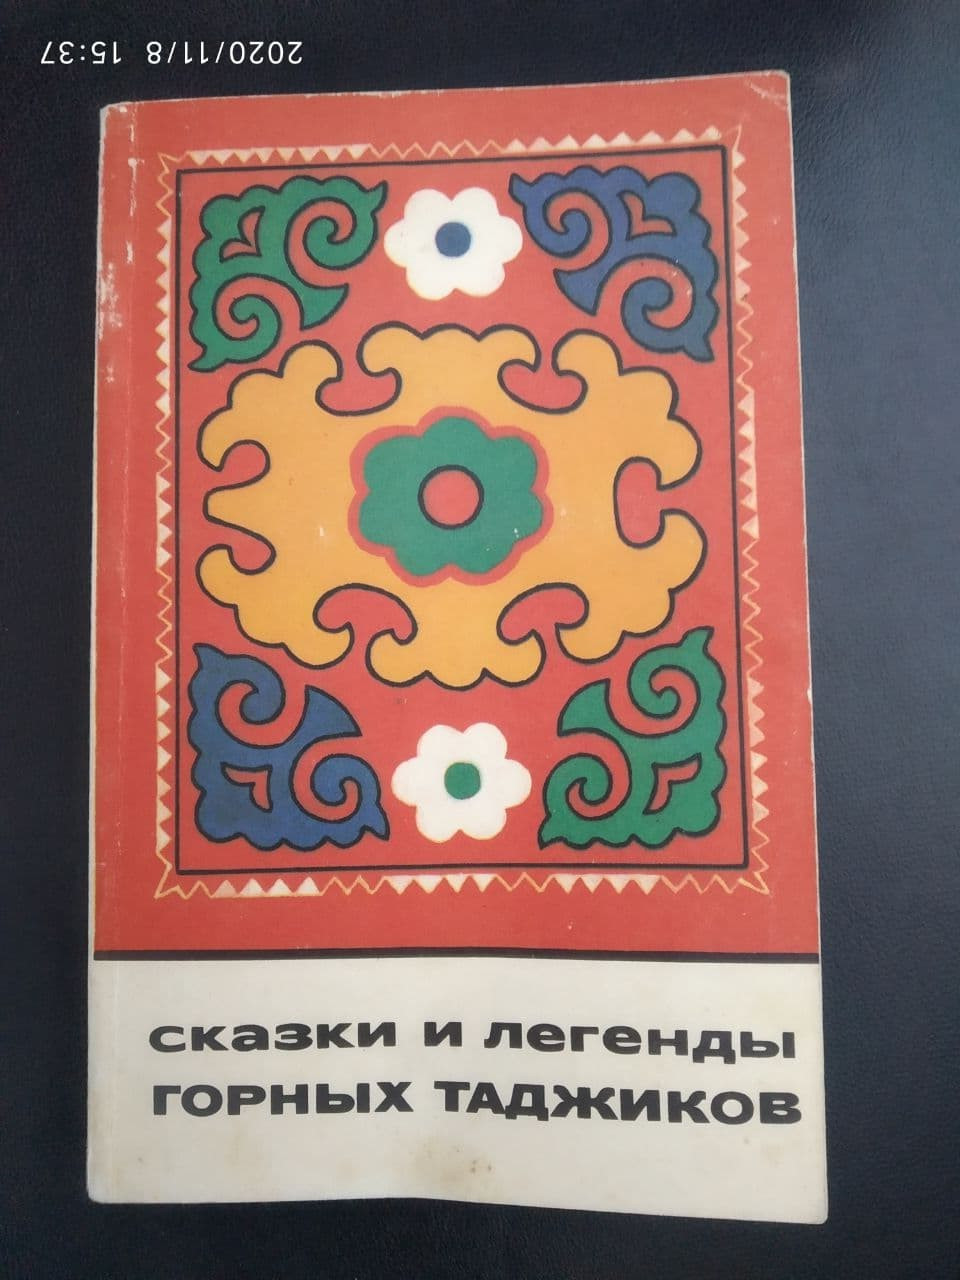 2020/11/8 15:37
сказки и легенды
горных таджиков